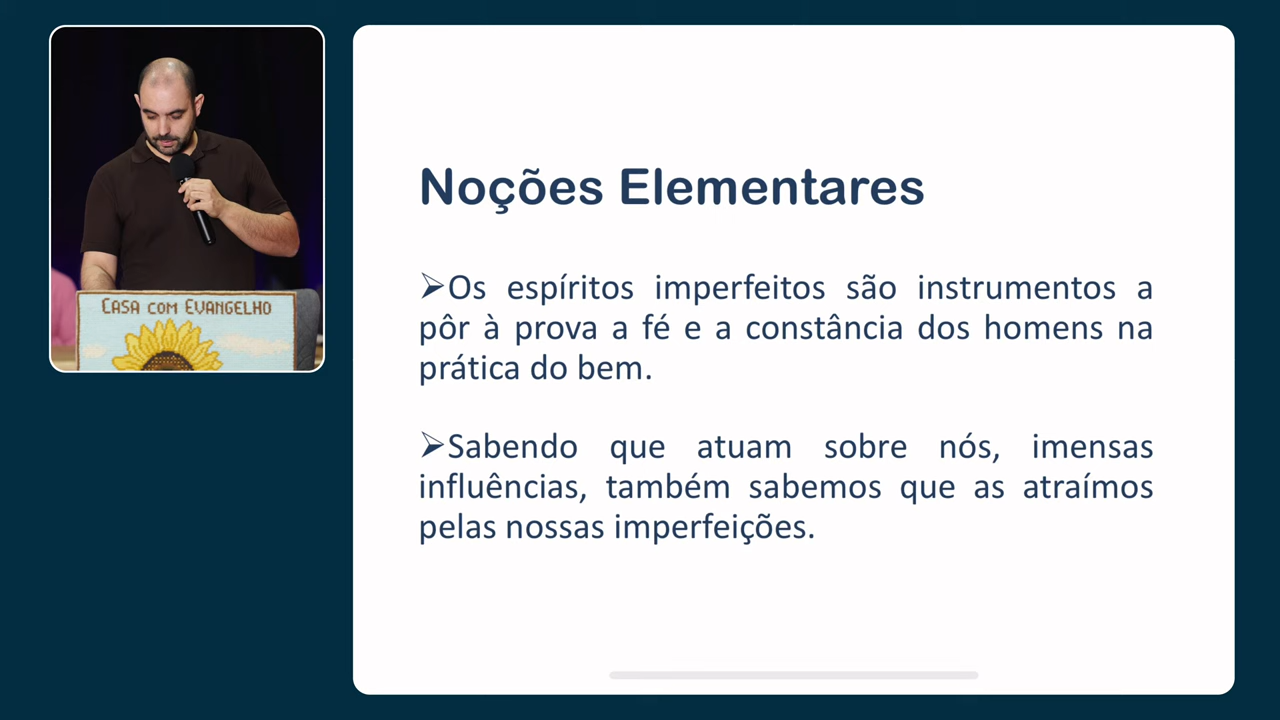 CASA COM EVANGELHO
Noções Elementares
➢Os espíritos imperfeitos são instrumentos a
pôr à prova a fé e a constância dos homens na
prática do bem.
➢Sabendo que atuam sobre nós, imensas
influências, também sabemos que as atraímos
pelas nossas imperfeições.